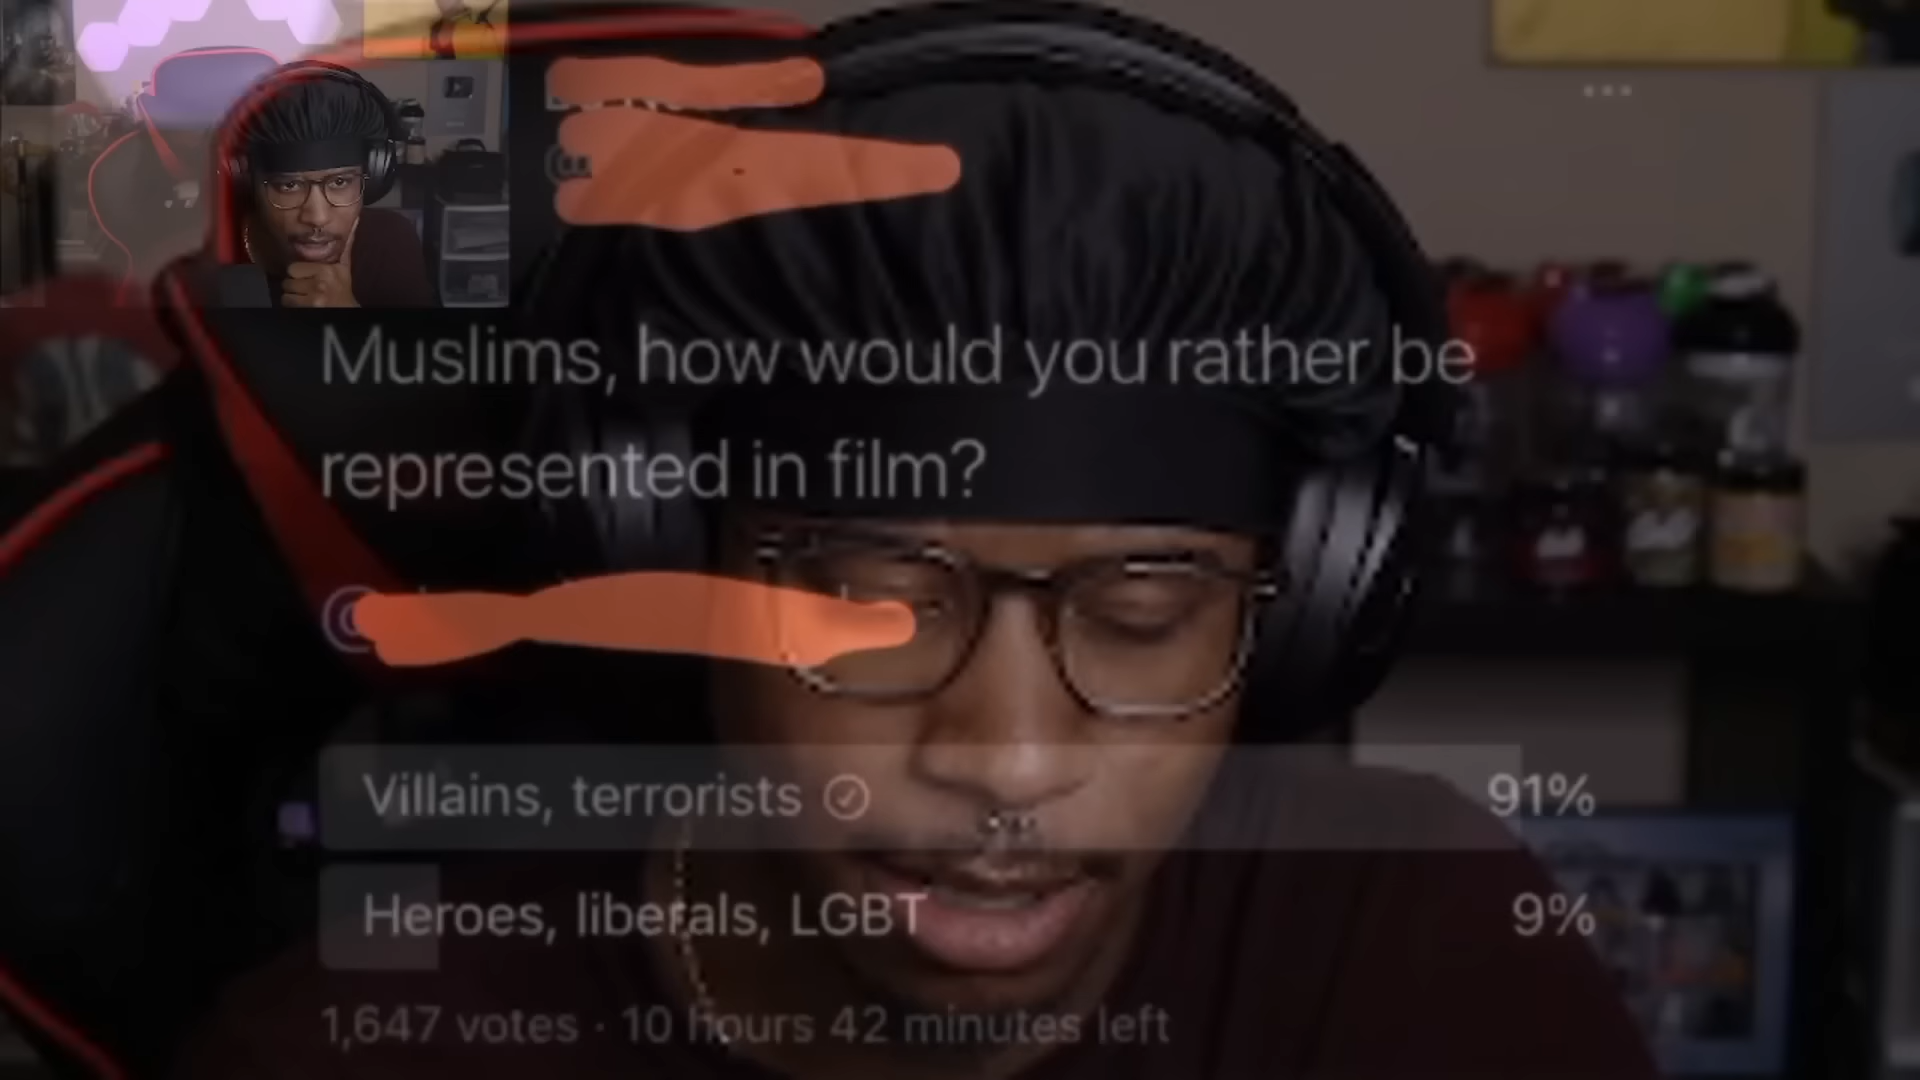 Muslims, how would you rather be
represented in film?
@
Villains, terrorists 91%
Heroes, liberals, LGBT 9%
1,647 votes · 10 hours 42 minutes left